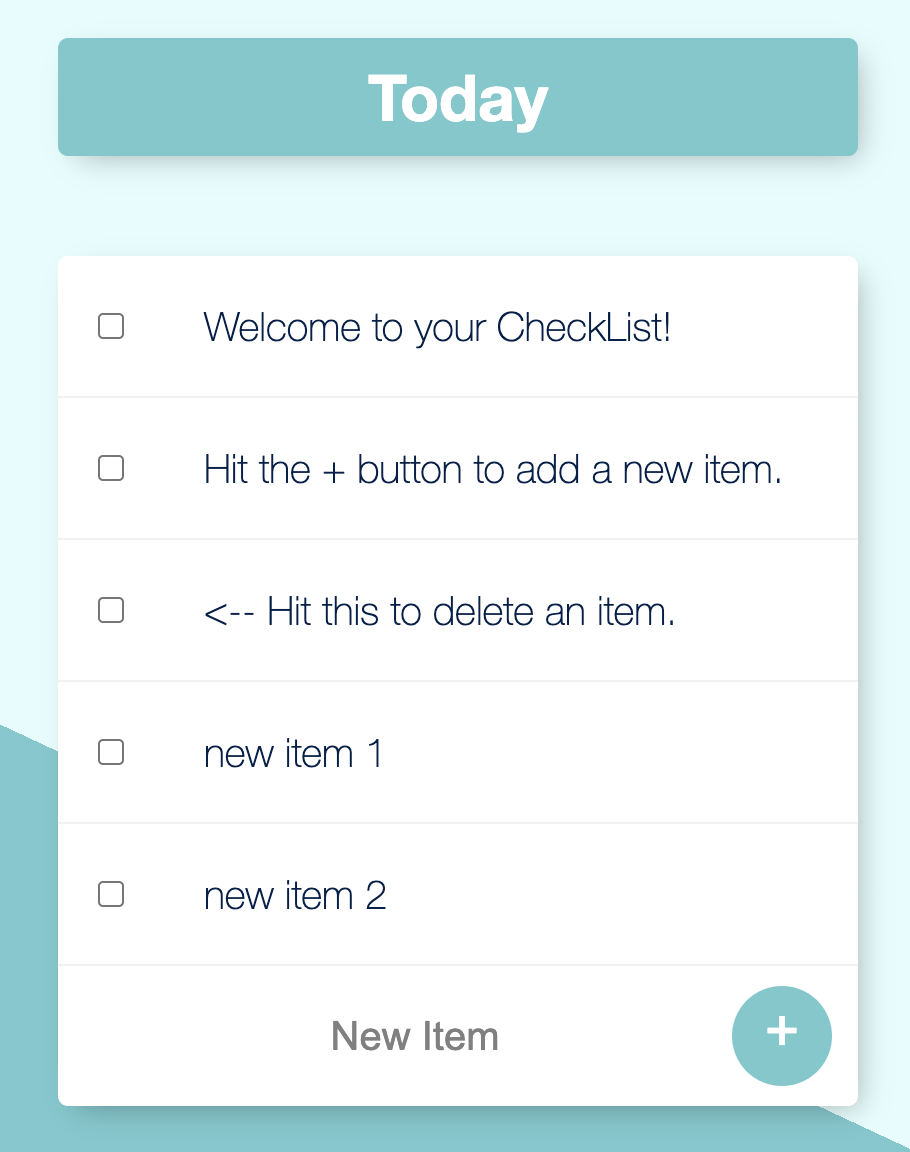 Today
Welcome to your CheckList!
Hit the + button to add a new item.
<-- Hit this to delete an item.
new item 1
new item 2
New Item
+